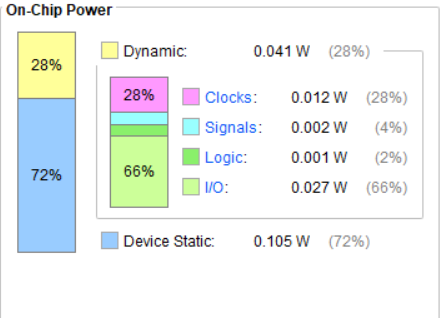 On-Chip Power
28%
72%
Dynamic: 0.041 W (28%)
28%
66%
Clocks: 0.012 W (28%)
Signals: 0.002 W (4%)
Logic: 0.001 W (2%)
I/O: 0.027 W (66%)
Device Static: 0.105 W (72%)